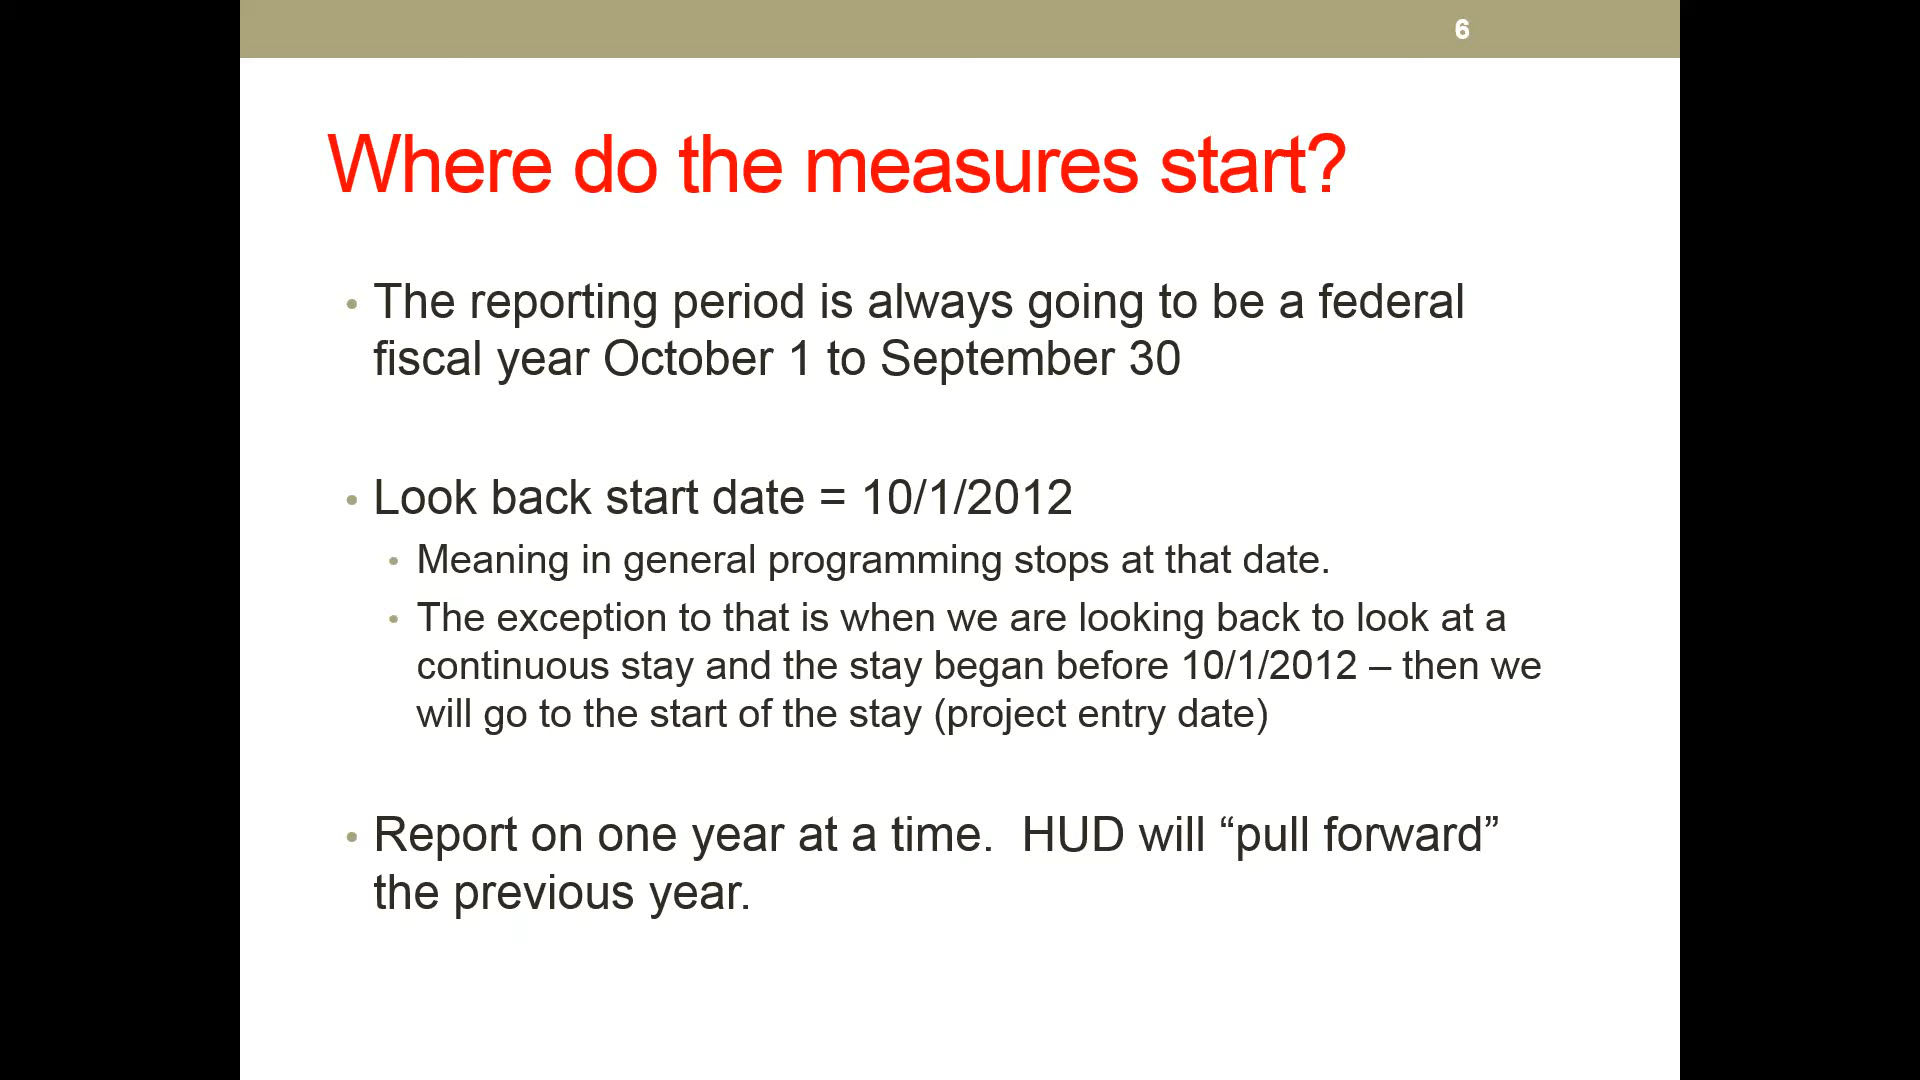 6
Where do the measures start?
• The reporting period is always going to be a federal
fiscal year October 1 to September 30
• Look back start date = 10/1/2012
• Meaning in general programming stops at that date.
• The exception to that is when we are looking back to look at a
continuous stay and the stay began before 10/1/2012 – then we
will go to the start of the stay (project entry date)
• Report on one year at a time.  HUD will “pull forward”
the previous year.